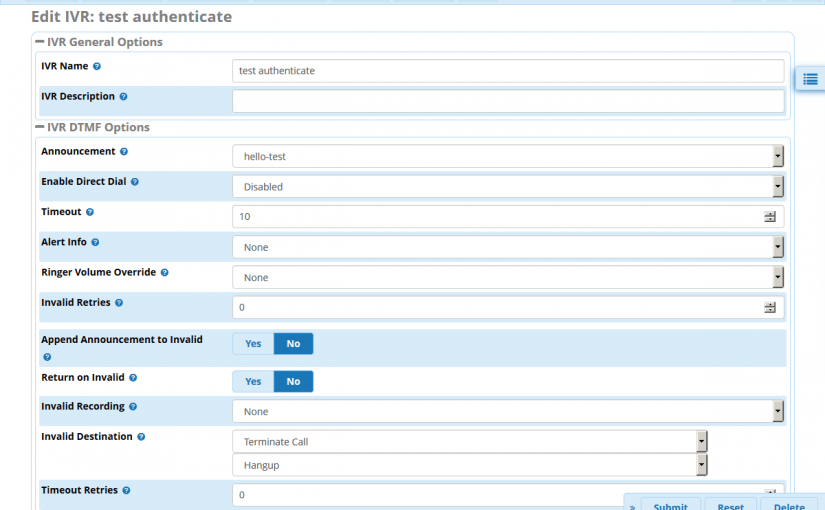 Edit IVR: test authenticate
IVR General Options
IVR Name
test authenticate
IVR Description
IVR DTMF Options
Announcement
hello-test
Enable Direct Dial
Disabled
Timeout
10
Alert Info
None
Ringer Volume Override
None
Invalid Retries
0
Append Announcement to Invalid
Yes No
Return on Invalid
Yes No
Invalid Recording
None
Invalid Destination
Terminate Call
Hangup
Timeout Retries
0
» Submit Reset Delete